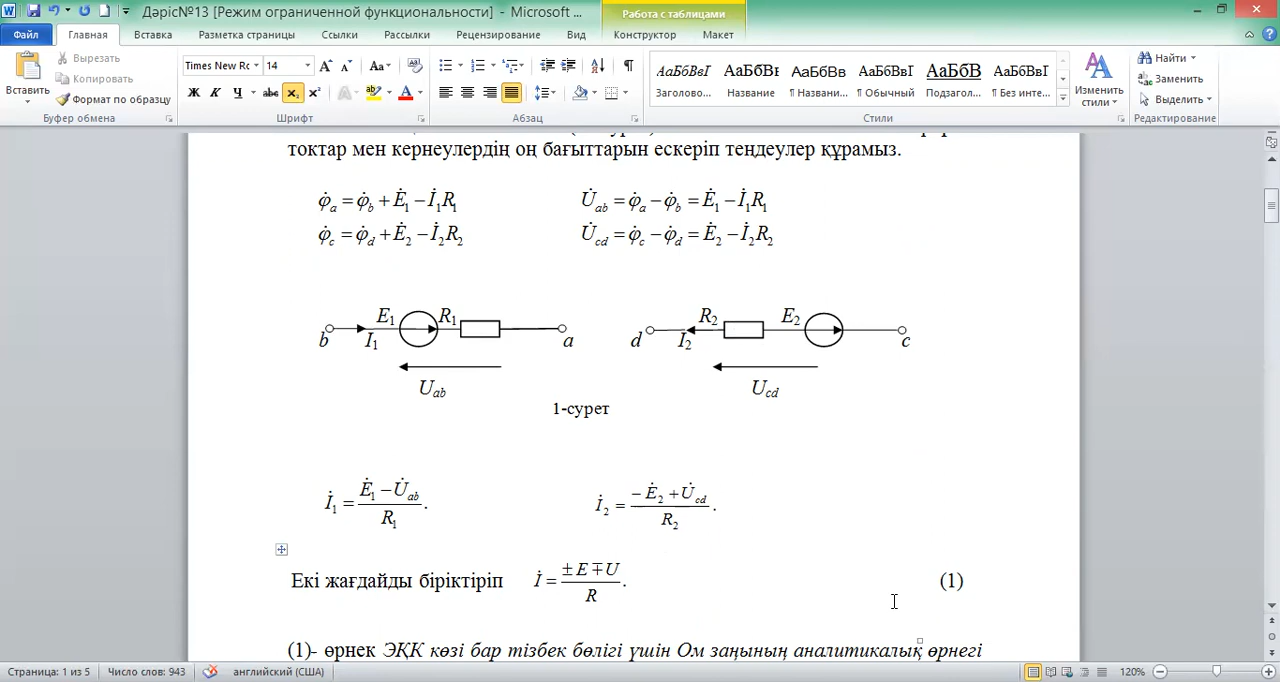 Дәріс№13 [Режим ограниченной функциональности] - Microsoft ...
Работа с таблицами
Файл Главная Вставка Разметка страницы Ссылки Рассылки Рецензирование Вид Конструктор Макет
Вставить
Вырезать
Копировать
Формат по образцу
Буфер обмена
Times New Rc 14
Ж К Ч abc x₂ x²
Шрифт
Абзац
АаБбВвГ АаБбВв АаБбВв АаБбВвГ АаБбВ АаБбВвГ
Заголово... Название ¶ Названи... ¶ Обычный Подзагол... ¶ Без инте...
Стили
Изменить стили
Найти
Заменить
Выделить
Редактирование
токтар мен кернеулердің оң бағыттарын ескеріп теңдеулер құрамыз.
φ̇a = φ̇b + Ė₁ − İ₁R₁ U̇ab = φ̇a − φ̇b = Ė₁ − İ₁R₁
φ̇c = φ̇d + Ė₂ − İ₂R₂ U̇cd = φ̇c − φ̇d = Ė₂ − İ₂R₂
E₁ R₁ R₂ E₂
b I₁ a d I₂ c
Uab Ucd
1-сурет
İ₁ = (Ė₁ − U̇ab) / R₁. İ₂ = (− Ė₂ + U̇cd) / R₂.
Екі жағдайды біріктіріп İ = (± E ∓ U) / R. (1)
(1)- өрнек ЭҚК көзі бар тізбек бөлігі үшін Ом заңының аналитикалық өрнегі
Страница: 1 из 5 Число слов: 943 английский (США) 120%